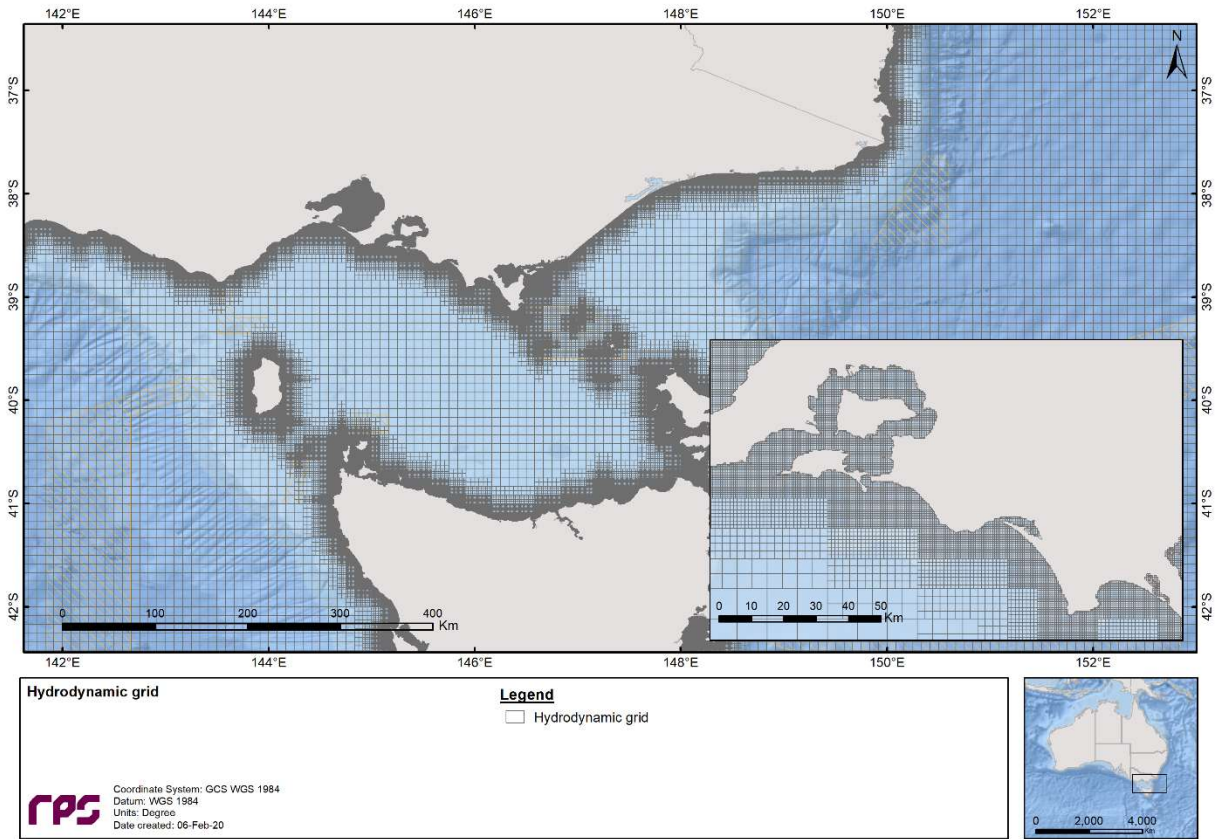 142°E 144°E 146°E 148°E 150°E 152°E
N
37°S 37°S
38°S 38°S
39°S 39°S
40°S 40°S
41°S 41°S
42°S 42°S
0 100 200 300 400
Km
0 10 20 30 40 50
Km
142°E 144°E 146°E 148°E 150°E 152°E
Hydrodynamic grid
Legend
Hydrodynamic grid
rps
Coordinate System: GCS WGS 1984
Datum: WGS 1984
Units: Degree
Date created: 06-Feb-20
0 2,000 4,000
Km